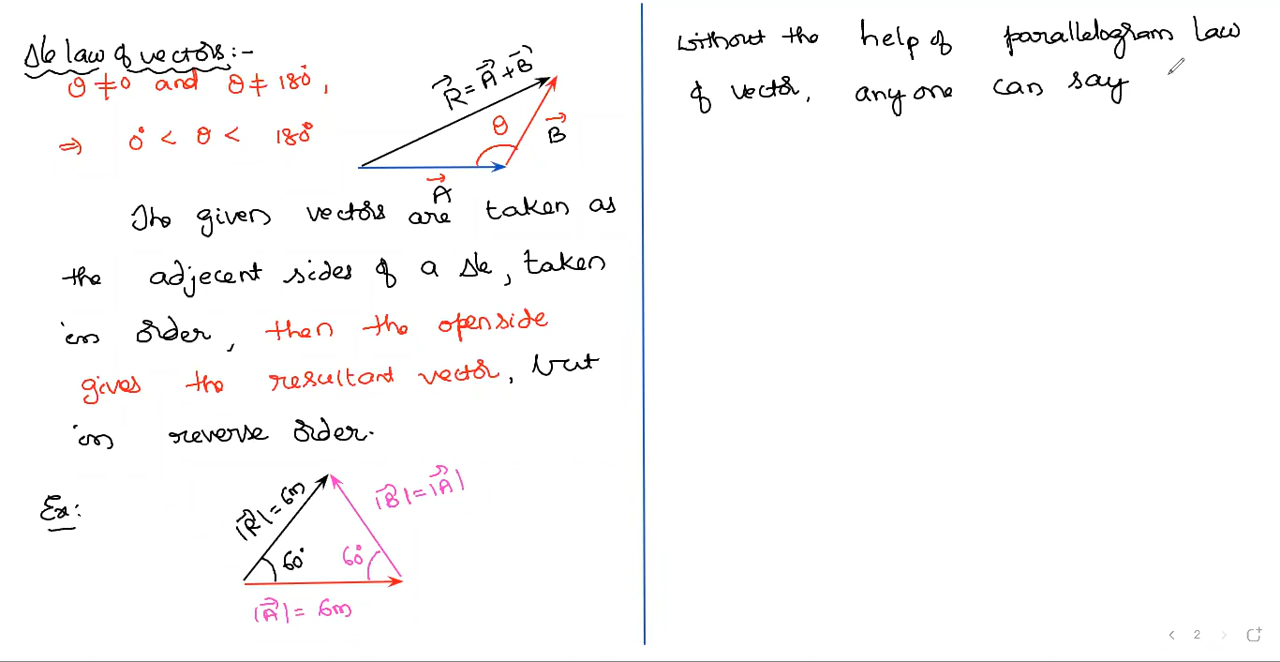 Δle law of vectors:-
θ ≠ 0 and θ ≠ 180°,
⇒ 0° < θ < 180°
R⃗ = A⃗ + B⃗
θ
B⃗
A⃗
The given vectors are taken as
the adjecent sides of a Δle, taken
in order, then the openside
gives the resultant vector, but
in reverse order.
Ex:
|R⃗| = 6m
|B⃗| = |A⃗|
60°
60°
|A⃗| = 6m
without the help of parallelogram law
of vector, anyone can say
2